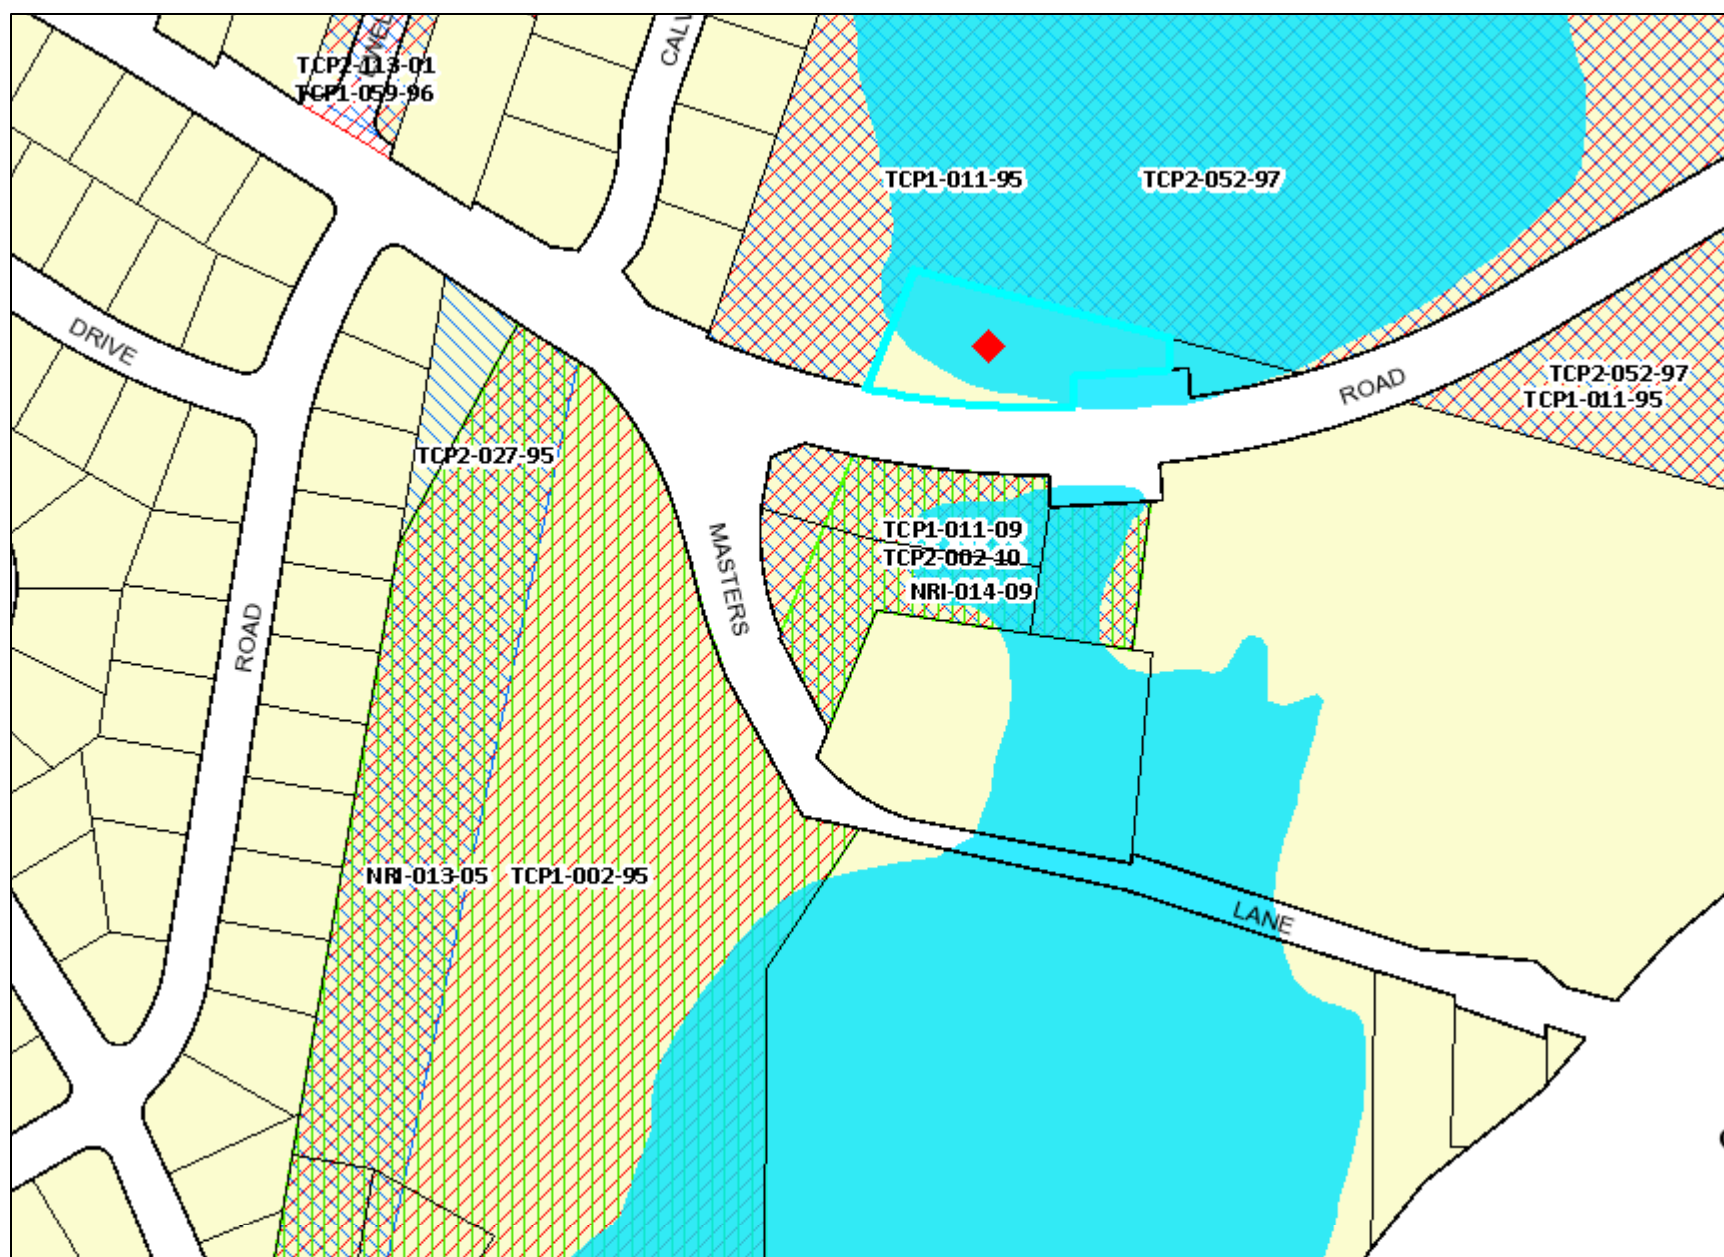 TCP2-113-01
TCP1-059-96
TCP1-011-95
TCP2-052-97
DRIVE
ROAD
TCP2-052-97
TCP1-011-95
TCP2-027-95
MASTERS
TCP1-011-09
TCP2-002-10
NRI-014-09
ROAD
NRI-013-05
TCP1-002-95
LANE